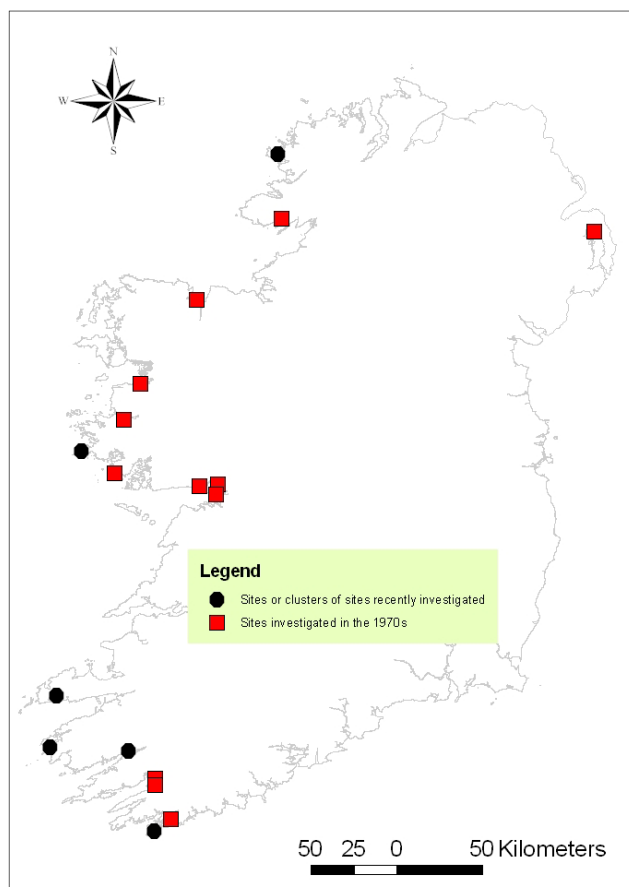 N
W E
S
Legend
Sites or clusters of sites recently investigated
Sites investigated in the 1970s
50 25 0 50 Kilometers